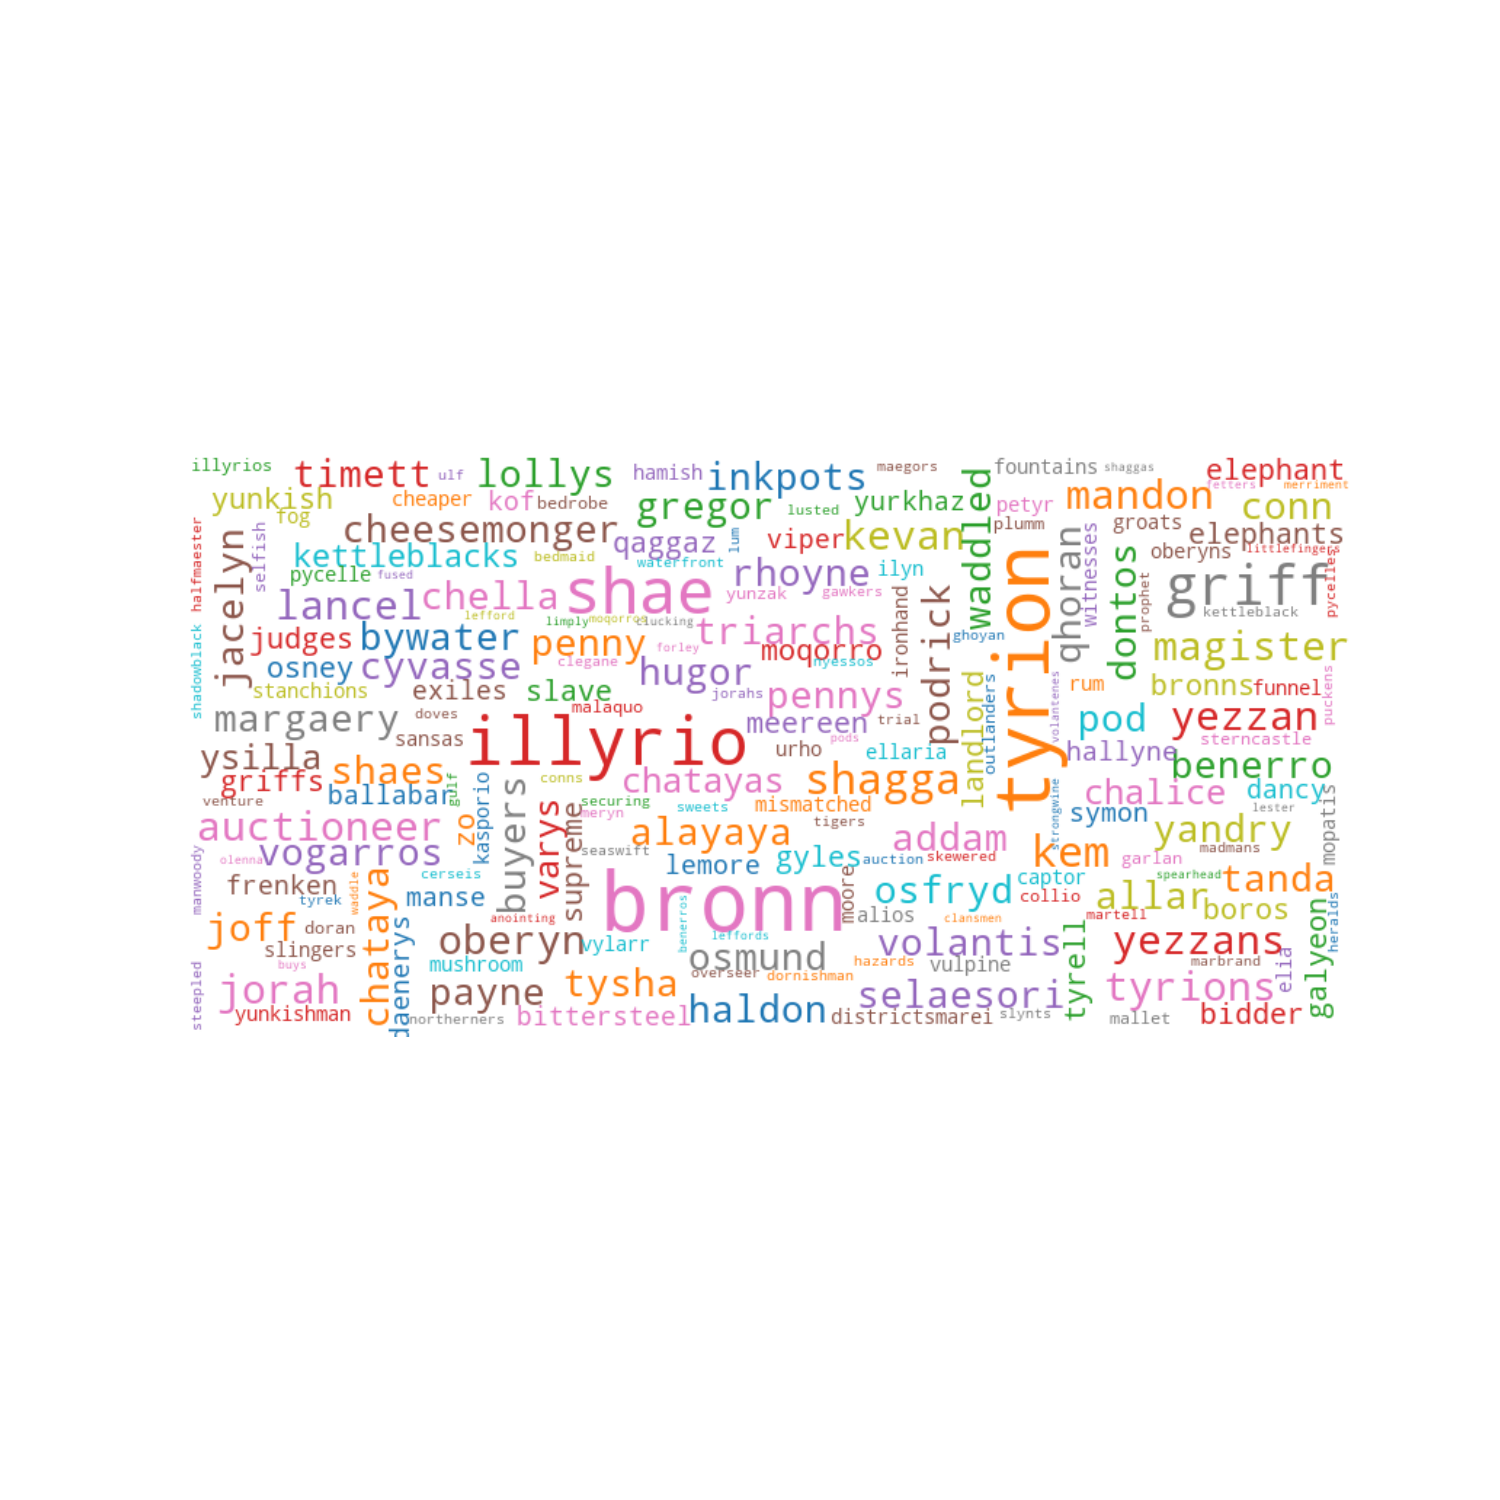 illyrios timett ulf lollys hamish inkpots maegors fountains shaggas elephant
yunkish cheaper kof bedrobe gregor lusted yurkhaz petyr mandon fetters merriment conn
fog cheesemonger qaggaz lum viper kevan waddled plumm groats elephants
halfmaester selfish kettleblacks bedmaid waterfront witnesses oberyns littlefingers
jacelyn pycelle fused shae rhoyne ilyn qhoran dontos prophet griff pycelles
lancel chella lefford limply moqorros clucking yunzak gawkers ironhand podrick tyrion kettleblack
shadowblack judges bywater penny forley triarchs moqorro ghoyan magister
osney cyvasse clegane hugor nyessos landlord outlanders volantenes
stanchions exiles slave jorahs pennys rum bronns funnel puckens
margaery doves malaquo meereen trial pod yezzan
sansas illyrio urho pods ellaria hallyne sterncastle
ysilla griffs shaes gulf conns chatayas shagga benerro
venture ballabar kasporio buyers varys securing sweets mismatched strongwine chalice dancy mopatis
auctioneer zo supreme meryn alayaya tigers addam symon lester yandry
manwoody olenna vogarros seaswift lemore gyles auction skewered kem garlan madmans
frenken waddle chataya cerseis manse bronn moore osfryd captor spearhead tanda
tyrek anointing benerros alios clansmen collio allar boros galyeon heralds
joff doran daenerys oberyn vylarr leffords volantis martell yezzans
steepled slingers buys mushroom osmund overseer dornishman hazards vulpine tyrell marbrand elia
jorah payne tysha selaesori tyrions
yunkishman northerners bittersteel haldon districtsmarei slynts mallet bidder